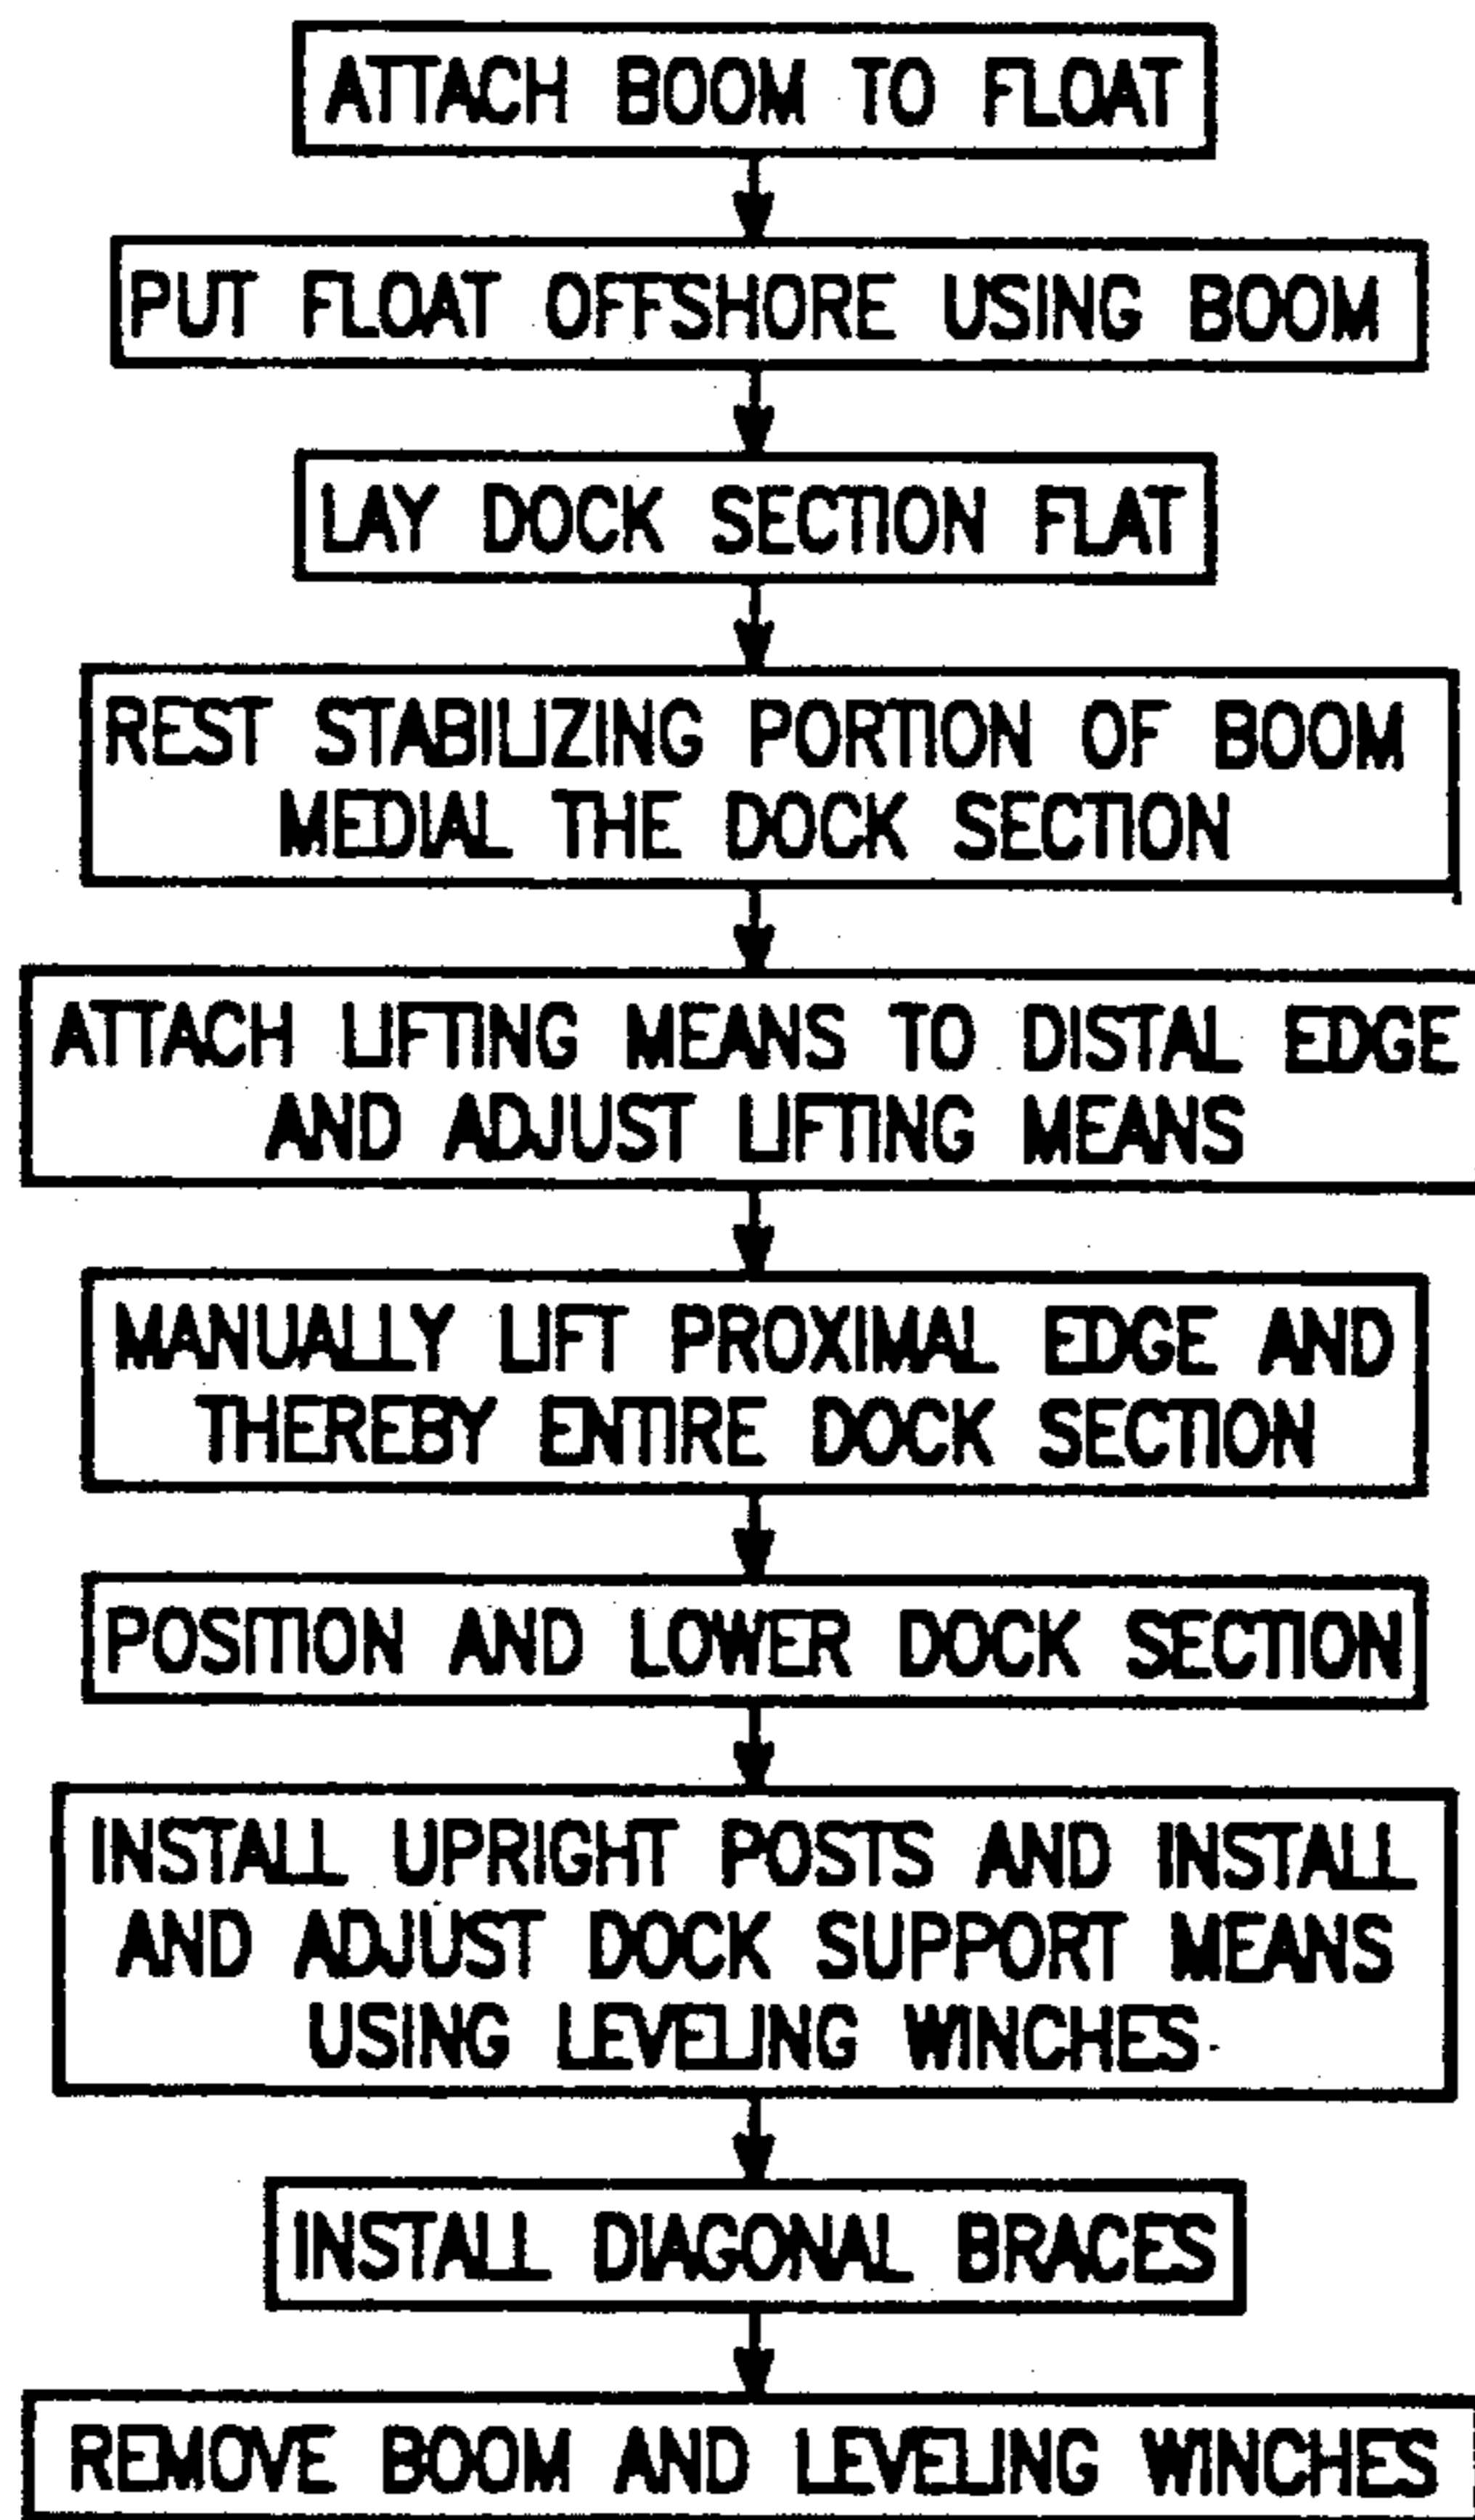 ATTACH BOOM TO FLOAT
PUT FLOAT OFFSHORE USING BOOM
LAY DOCK SECTION FLAT
REST STABILIZING PORTION OF BOOM
MEDIAL THE DOCK SECTION
ATTACH LIFTING MEANS TO DISTAL EDGE
AND ADJUST LIFTING MEANS
MANUALLY LIFT PROXIMAL EDGE AND
THEREBY ENTIRE DOCK SECTION
POSITION AND LOWER DOCK SECTION
INSTALL UPRIGHT POSTS AND INSTALL
AND ADJUST DOCK SUPPORT MEANS
USING LEVELING WINCHES
INSTALL DIAGONAL BRACES
REMOVE BOOM AND LEVELING WINCHES